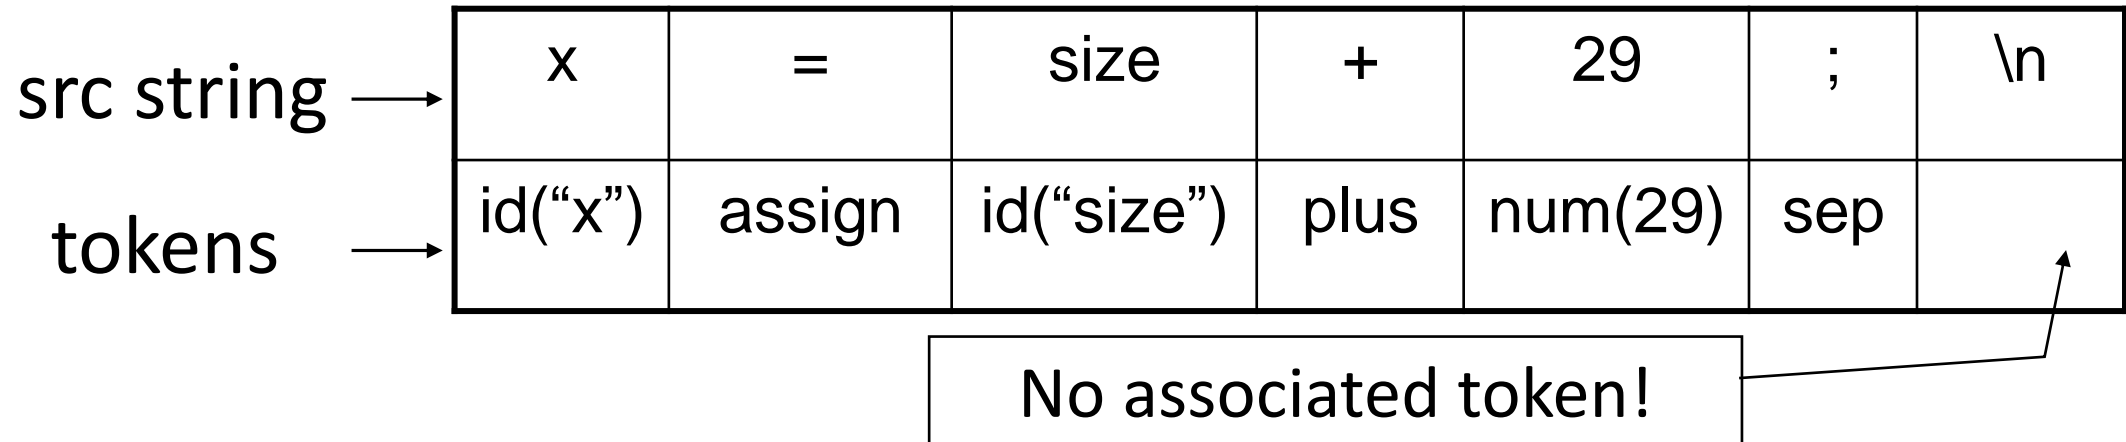 src string x = size + 29 ; \n
tokens id(“x”) assign id(“size”) plus num(29) sep
No associated token!